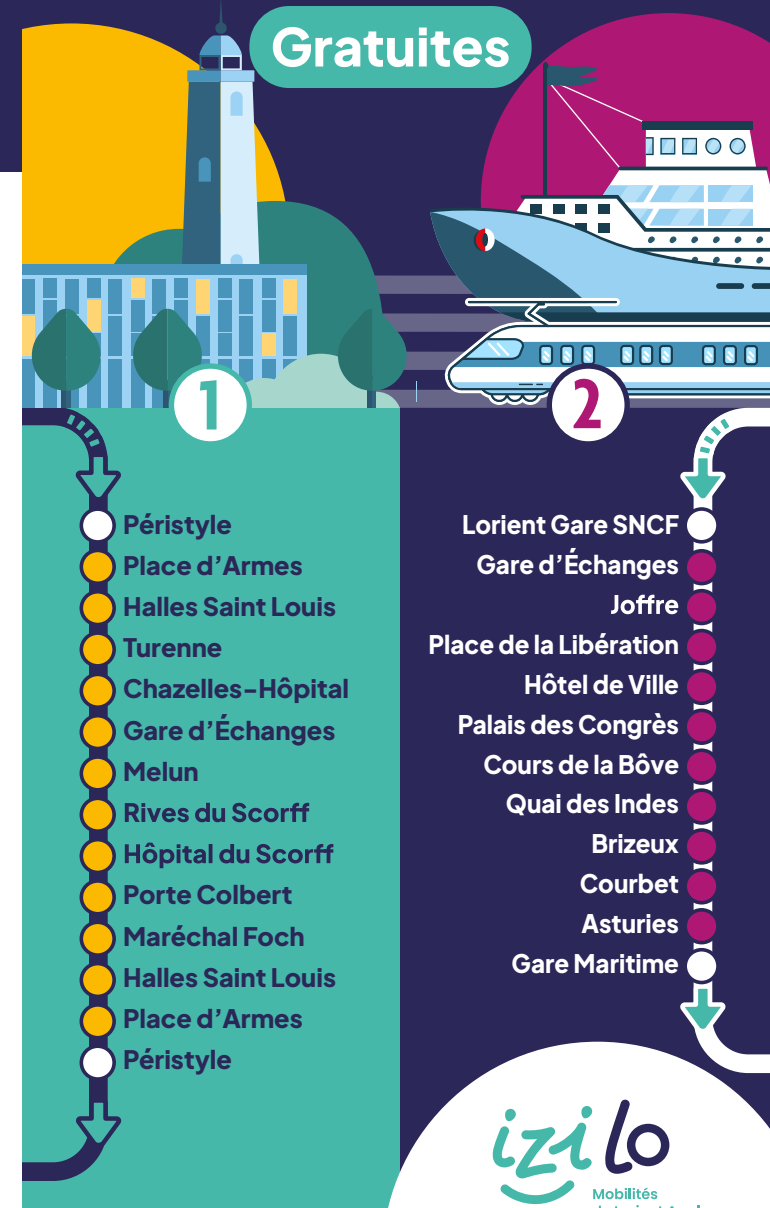 Gratuites
1
Péristyle
Place d'Armes
Halles Saint Louis
Turenne
Chazelles-Hôpital
Gare d'Échanges
Melun
Rives du Scorff
Hôpital du Scorff
Porte Colbert
Maréchal Foch
Halles Saint Louis
Place d'Armes
Péristyle
2
Lorient Gare SNCF
Gare d'Échanges
Joffre
Place de la Libération
Hôtel de Ville
Palais des Congrès
Cours de la Bôve
Quai des Indes
Brizeux
Courbet
Asturies
Gare Maritime
izilo
Mobilités